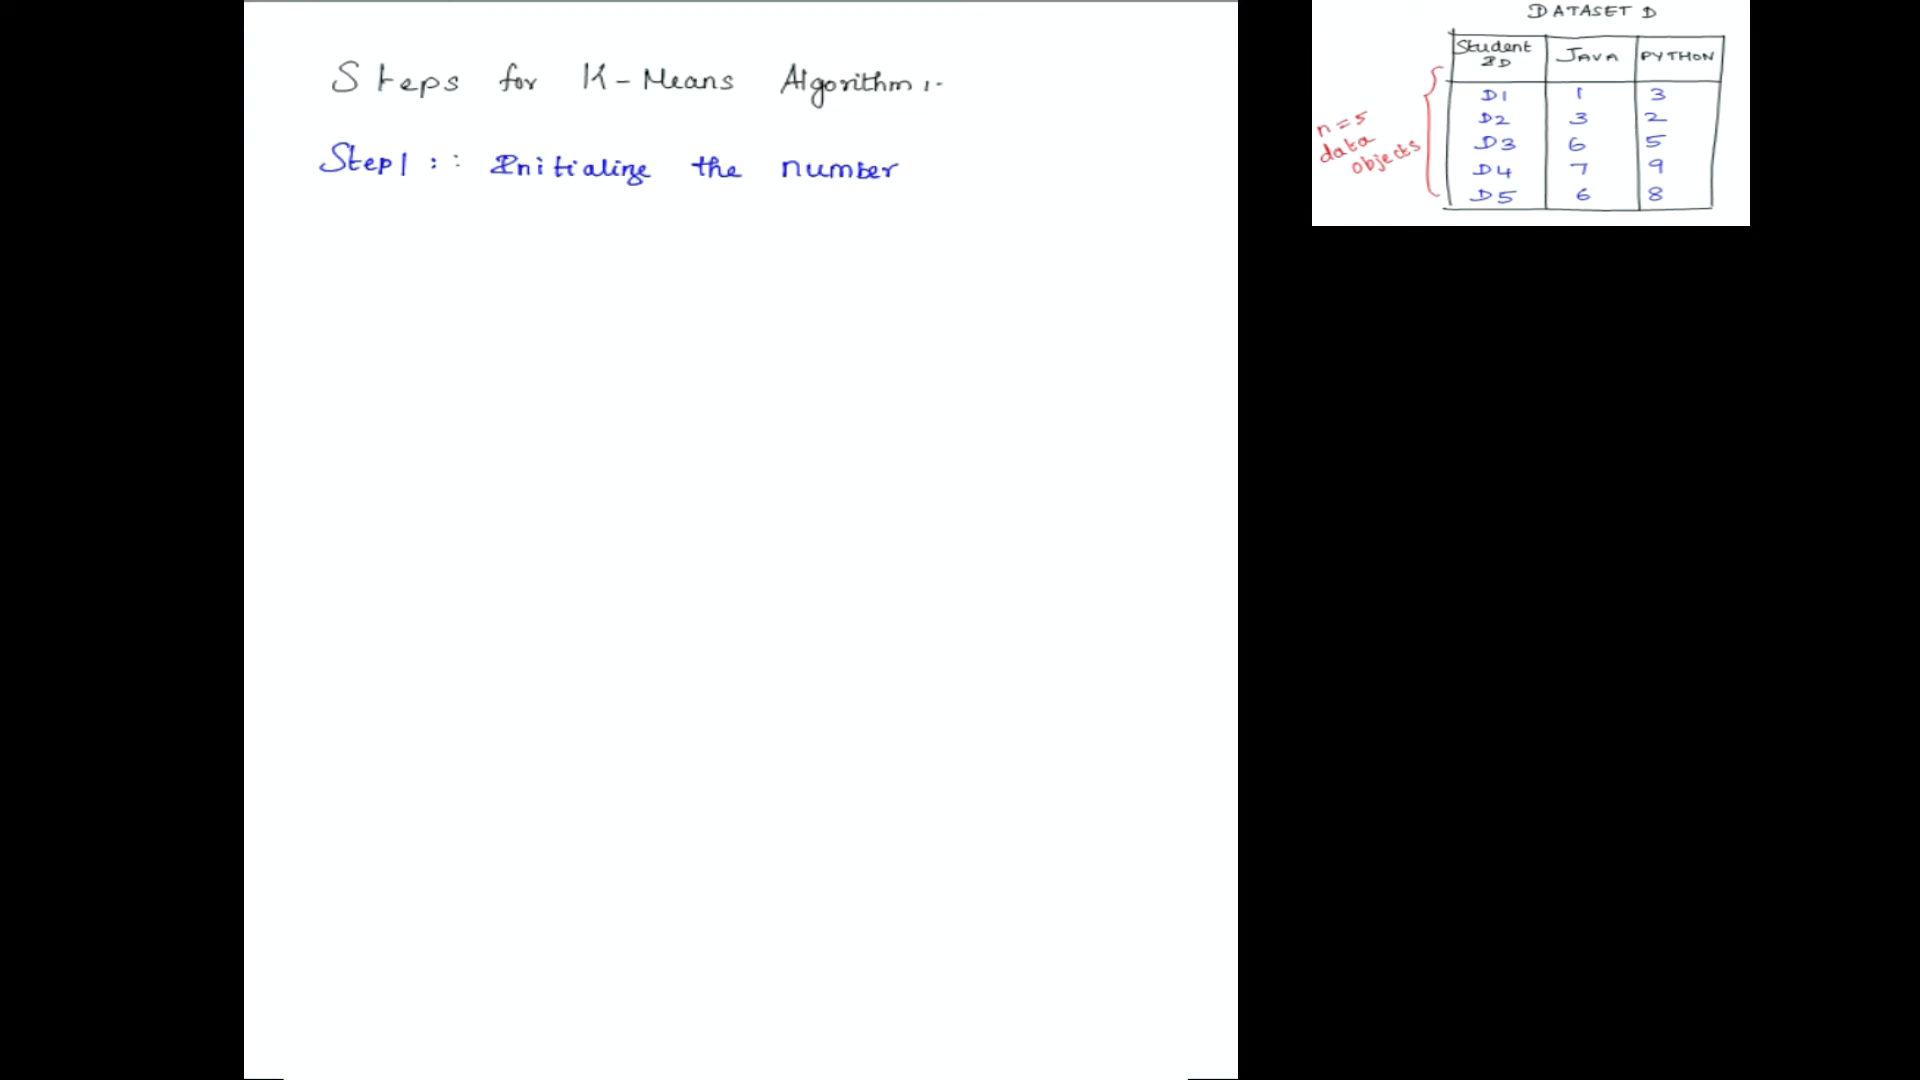 Steps for K-Means Algorithm :-
Step1 :: Initialize the number
DATASET D
Student ID JAVA PYTHON
D1 1 3
D2 3 2
D3 6 5
D4 7 9
D5 6 8
n=5
data
objects